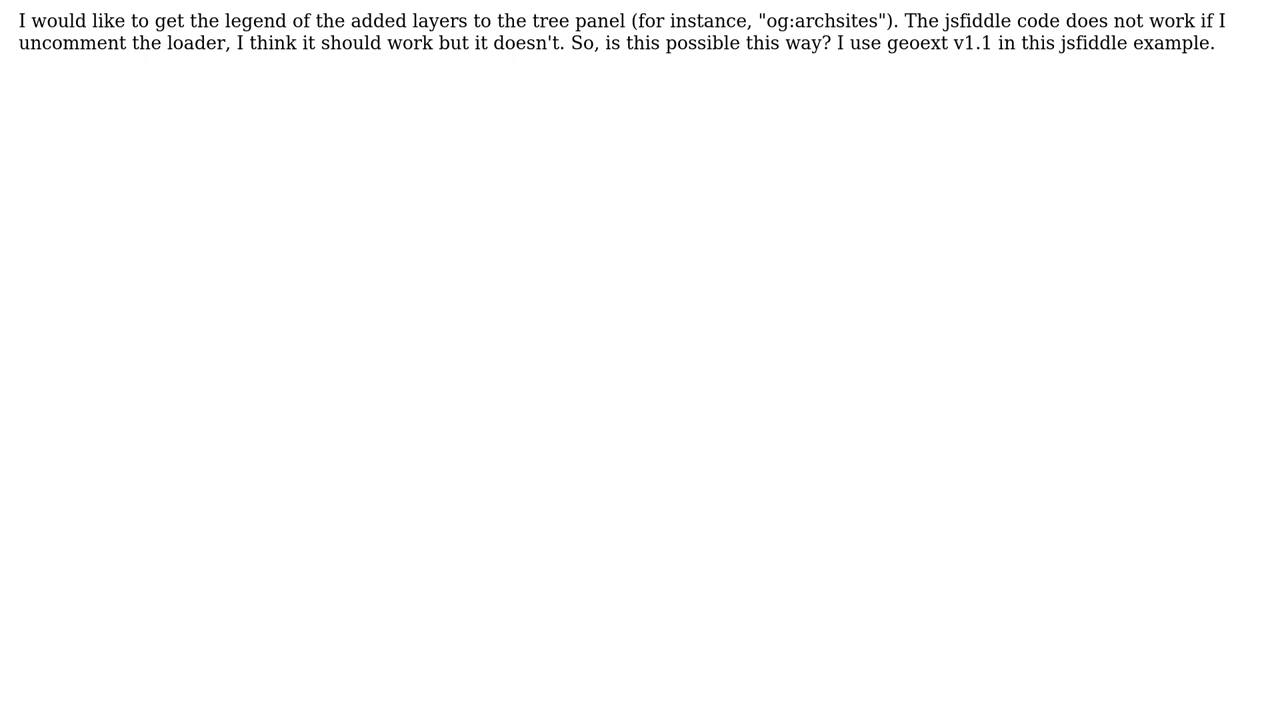 I would like to get the legend of the added layers to the tree panel (for instance, "og:archsites"). The jsfiddle code does not work if I
uncomment the loader, I think it should work but it doesn't. So, is this possible this way? I use geoext v1.1 in this jsfiddle example.